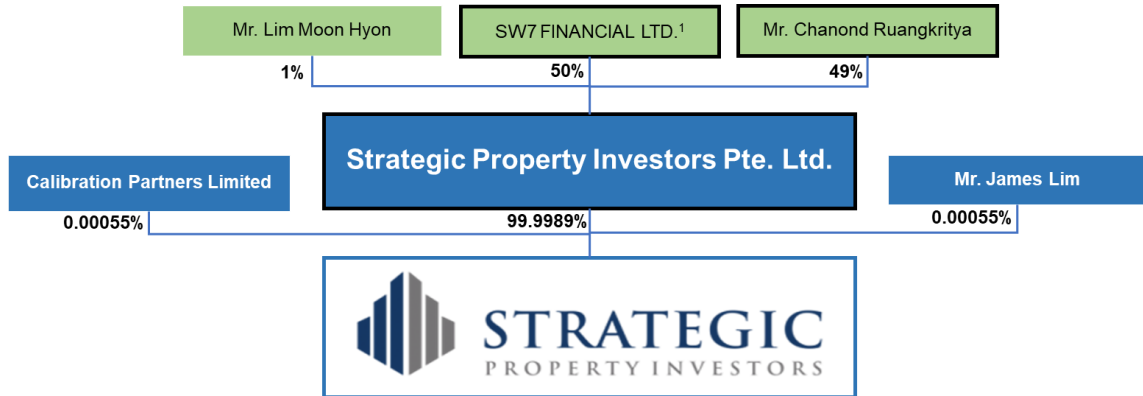 Mr. Lim Moon Hyon
SW7 FINANCIAL LTD.¹
Mr. Chanond Ruangkritya
1%
50%
49%
Strategic Property Investors Pte. Ltd.
Calibration Partners Limited
Mr. James Lim
0.00055%
99.9989%
0.00055%
STRATEGIC
PROPERTY INVESTORS